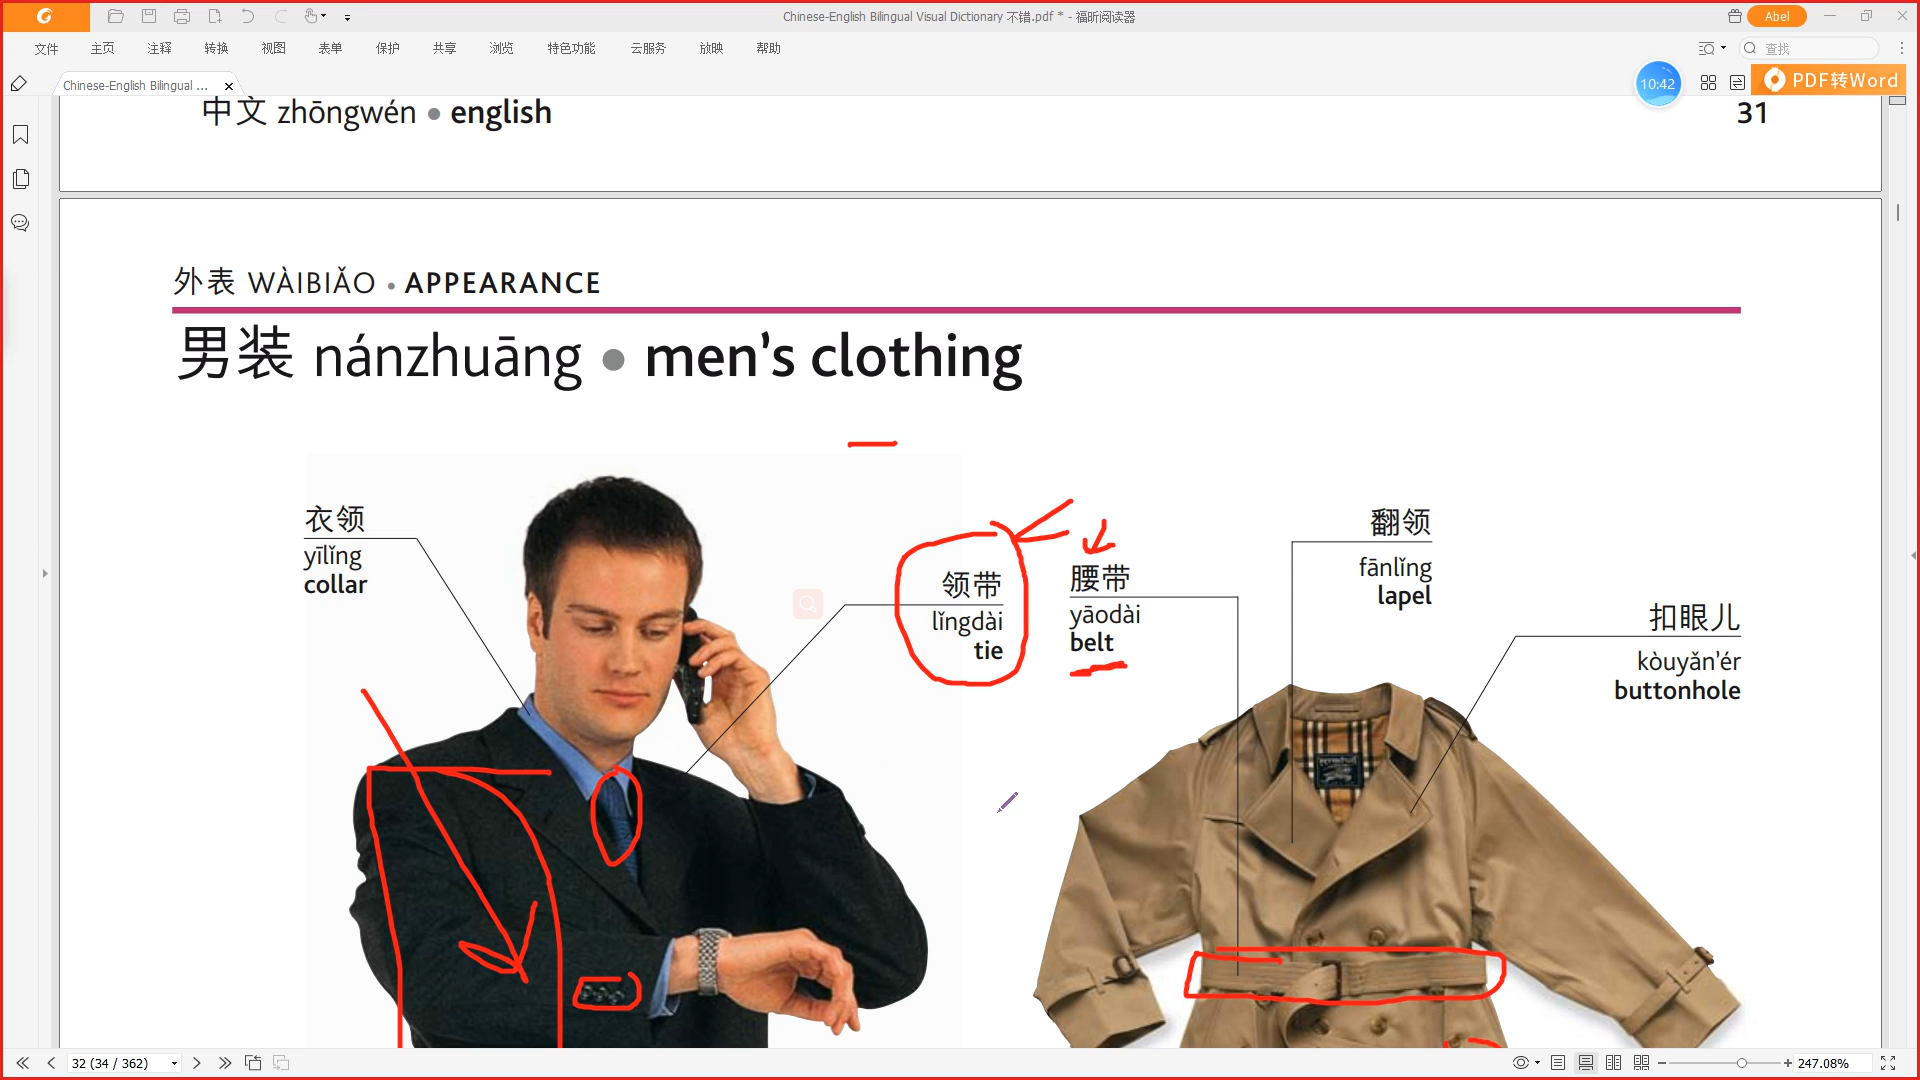 Chinese-English Bilingual Visual Dictionary 不错.pdf * - 福昕阅读器
Abel
文件 主页 注释 转换 视图 表单 保护 共享 浏览 特色功能 云服务 放映 帮助
查找
Chinese-English Bilingual ...
10:42
PDF转Word
中文 zhōngwén • english
31
外表 WÀIBIǍO • APPEARANCE
男装 nánzhuāng • men's clothing
衣领
yīlǐng
collar
领带
lǐngdài
tie
腰带
yāodài
belt
翻领
fānlǐng
lapel
扣眼儿
kòuyǎn'ér
buttonhole
32 (34 / 362)
247.08%